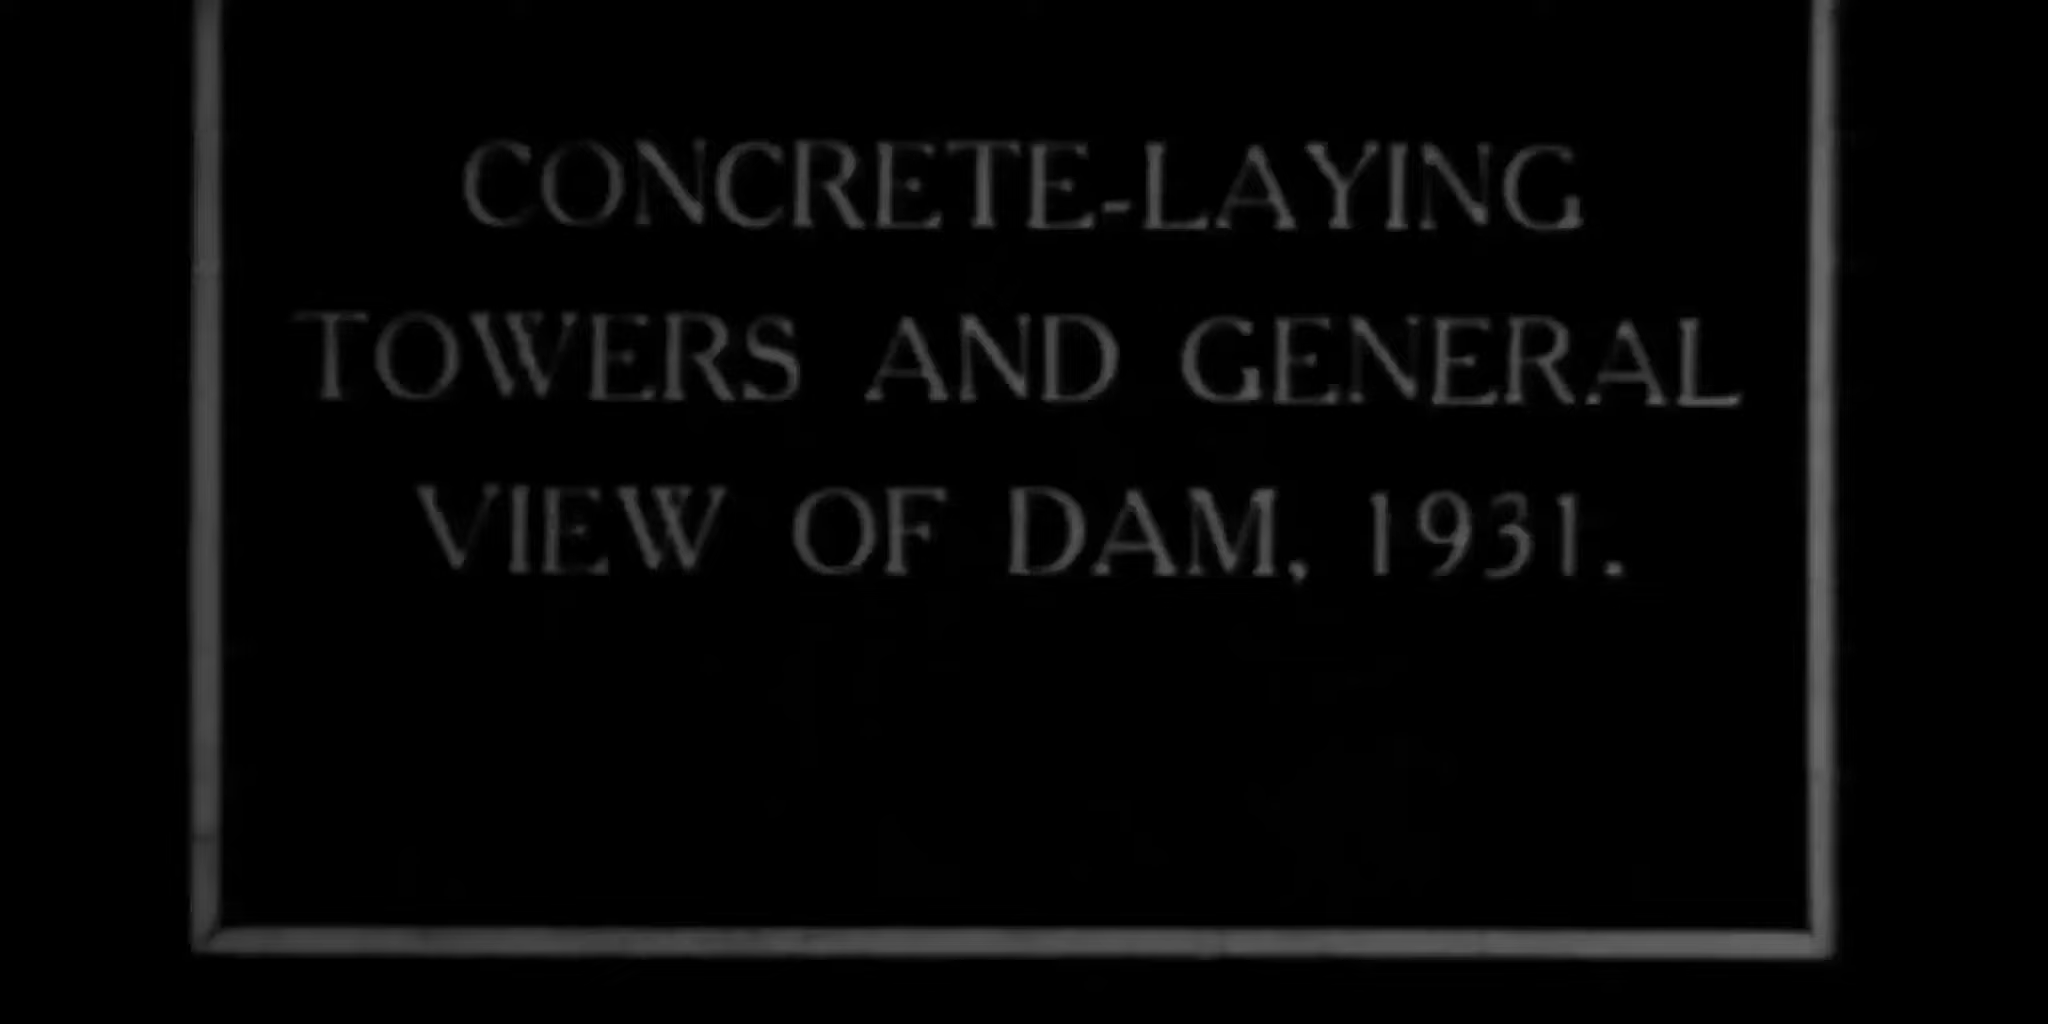 CONCRETE-LAYING
TOWERS AND GENERAL
VIEW OF DAM, 1931.